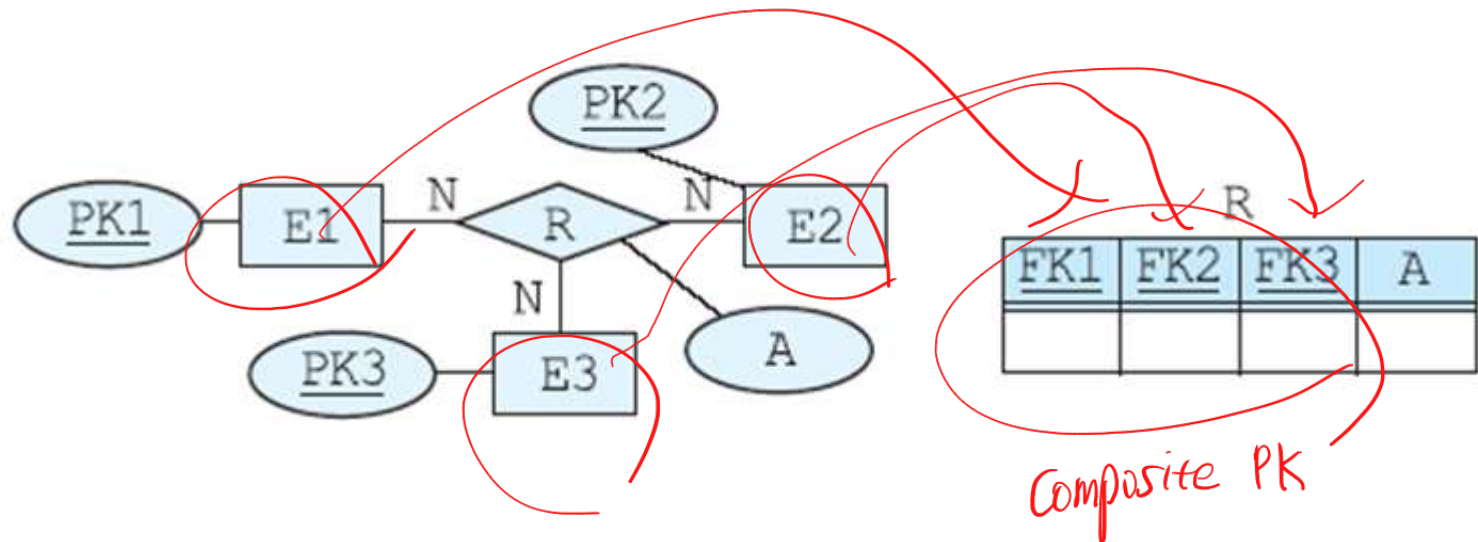 PK2
PK1
E1
N
R
N
E2
R
FK1 FK2 FK3 A
N
PK3
E3
A
Composite PK